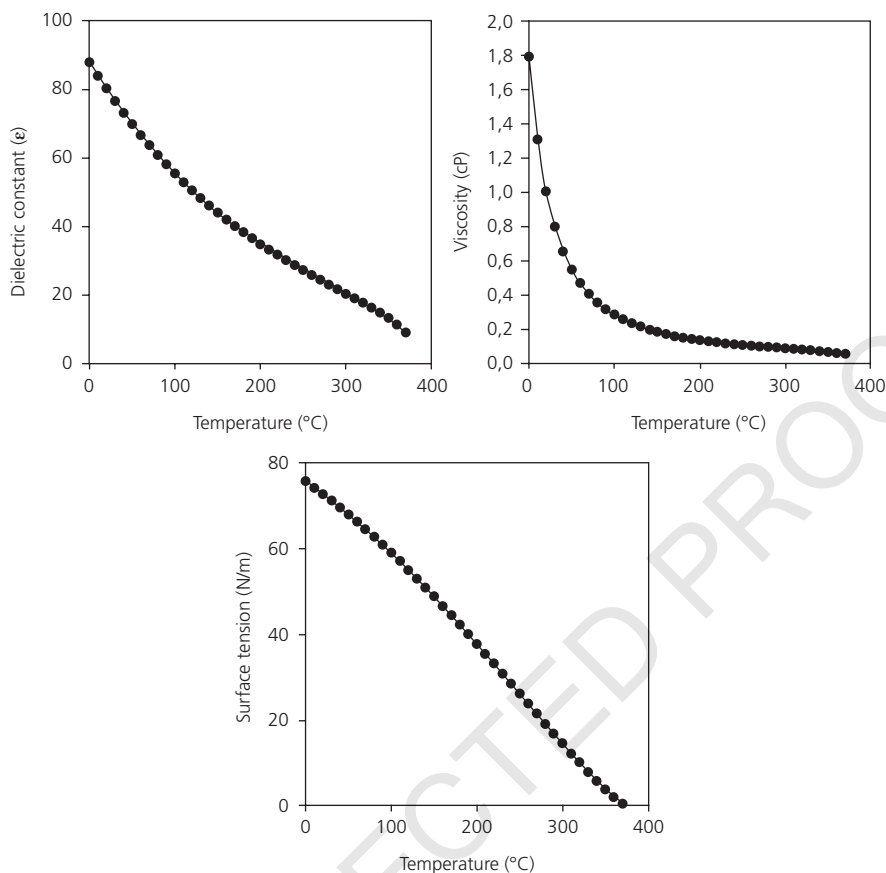 Dielectric constant (ε)
100
80
60
40
20
0
0 100 200 300 400
Temperature (°C)
Viscosity (cP)
2,0
1,8
1,6
1,4
1,2
1,0
0,8
0,6
0,4
0,2
0,0
0 100 200 300 400
Temperature (°C)
Surface tension (N/m)
80
60
40
20
0
0 100 200 300 400
Temperature (°C)
ECTED PROO